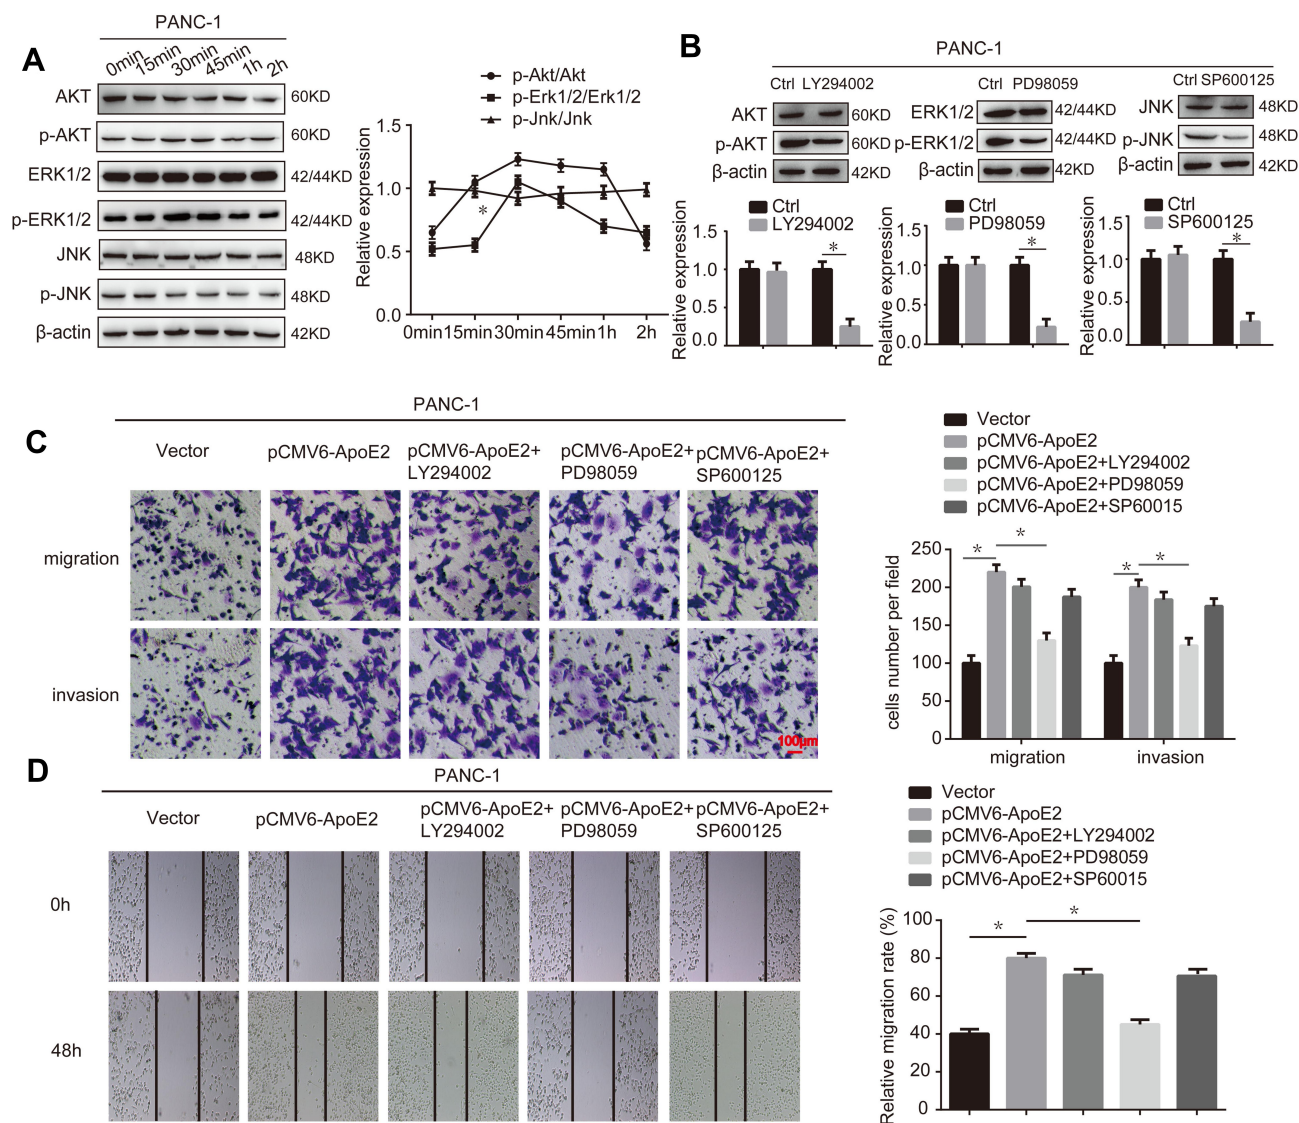 A
PANC-1
0min 15min 30min 45min 1h 2h
AKT 60KD
p-AKT 60KD
ERK1/2 42/44KD
p-ERK1/2 42/44KD
JNK 48KD
p-JNK 48KD
β-actin 42KD
p-Akt/Akt
p-Erk1/2/Erk1/2
p-Jnk/Jnk
Relative expression
1.5
1.0
0.5
0.0
*
0min 15min 30min 45min 1h 2h
B
PANC-1
Ctrl LY294002
AKT 60KD
p-AKT 60KD
β-actin 42KD
Ctrl PD98059
ERK1/2 42/44KD
p-ERK1/2 42/44KD
β-actin 42KD
Ctrl SP600125
JNK 48KD
p-JNK 48KD
β-actin 42KD
Ctrl
LY294002
Relative expression
1.5
1.0
0.5
0.0
*
Ctrl
PD98059
Relative expression
1.5
1.0
0.5
0.0
*
Ctrl
SP600125
Relative expression
1.5
1.0
0.5
0.0
*
C
PANC-1
Vector
pCMV6-ApoE2
pCMV6-ApoE2+
LY294002
pCMV6-ApoE2+
PD98059
pCMV6-ApoE2+
SP600125
migration
invasion
100μm
Vector
pCMV6-ApoE2
pCMV6-ApoE2+LY294002
pCMV6-ApoE2+PD98059
pCMV6-ApoE2+SP60015
cells number per field
250
200
150
100
50
0
* *
* *
migration invasion
D
PANC-1
Vector
pCMV6-ApoE2
pCMV6-ApoE2+
LY294002
pCMV6-ApoE2+
PD98059
pCMV6-ApoE2+
SP600125
0h
48h
Vector
pCMV6-ApoE2
pCMV6-ApoE2+LY294002
pCMV6-ApoE2+PD98059
pCMV6-ApoE2+SP60015
Relative migration rate (%)
100
80
60
40
20
0
* *